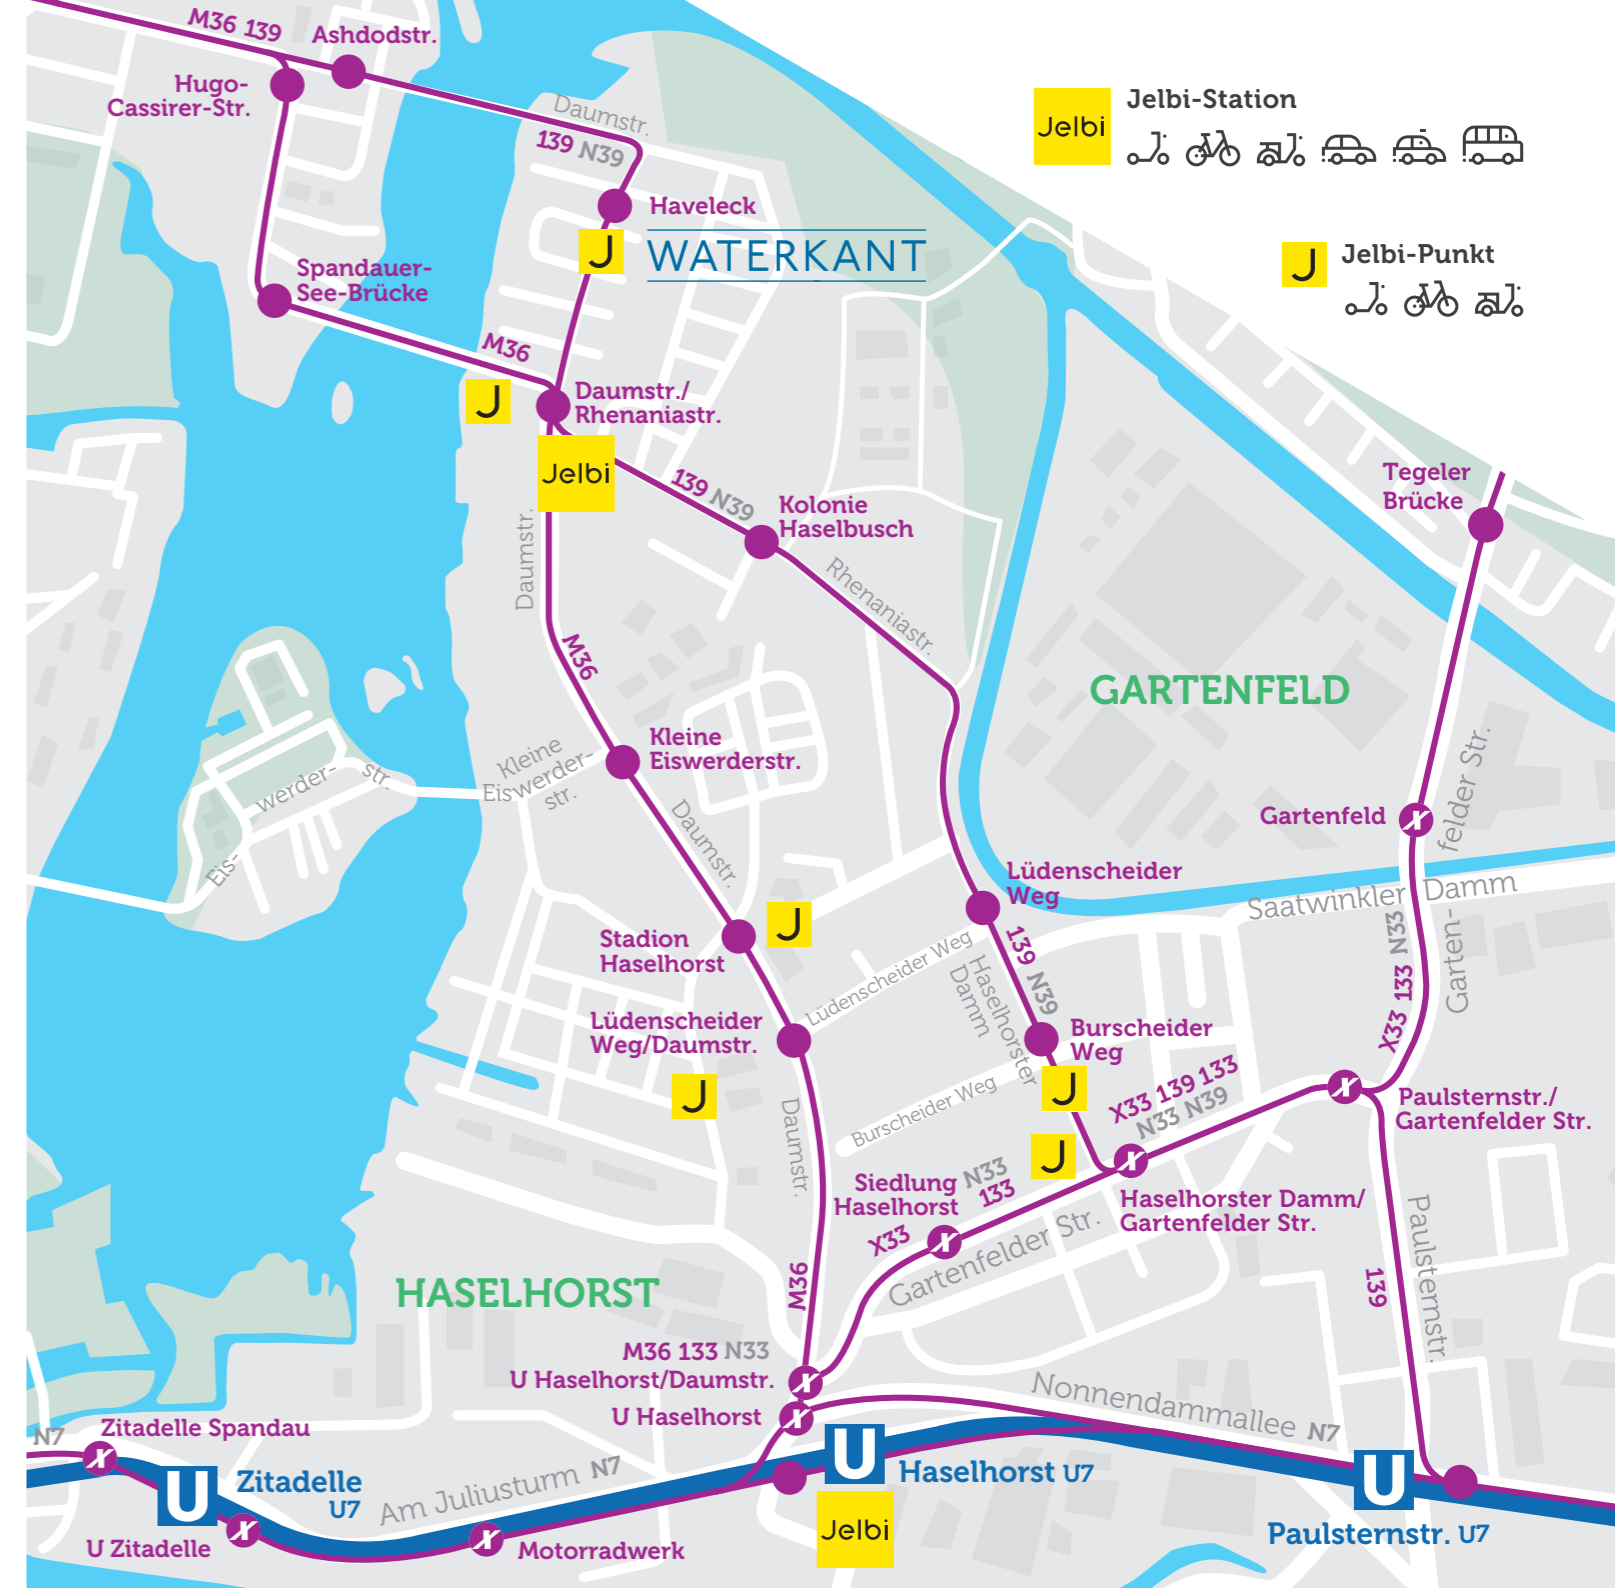 M36 139
Ashdodstr.
Hugo-
Cassirer-Str.
Daumstr.
139 N39
Haveleck
J
WATERKANT
Jelbi
Jelbi-Station
J
Jelbi-Punkt
Spandauer-
See-Brücke
M36
J
Daumstr./
Rhenaniastr.
Jelbi
139 N39
Kolonie
Haselbusch
Tegeler
Brücke
Daumstr.
Rhenaniastr.
M36
GARTENFELD
Kleine
Eiswerderstr.
Kleine
Eiswerder-
str.
Eis-
werder-
str.
Daumstr.
Gartenfeld
X
Garten-
felder Str.
Lüdenscheider
Weg
Saatwinkler Damm
J
Stadion
Haselhorst
Lüdenscheider Weg
139 N39
Haselhorster
Damm
X33 133 N33
Lüdenscheider
Weg/Daumstr.
Burscheider
Weg
J
J
Burscheider Weg
X33 139 133
N33 N39
X
Paulsternstr./
Gartenfelder Str.
Daumstr.
J
X
Siedlung
Haselhorst
N33
133
Haselhorster Damm/
Gartenfelder Str.
X33
X
Gartenfelder Str.
Paulsternstr.
139
M36
HASELHORST
M36 133 N33
U Haselhorst/Daumstr.
X
U Haselhorst
X
Nonnendammallee N7
N7
Zitadelle Spandau
X
U
Zitadelle
U7
Am Juliusturm N7
U
Haselhorst U7
U
Paulsternstr. U7
Jelbi
U Zitadelle
X
X
Motorradwerk